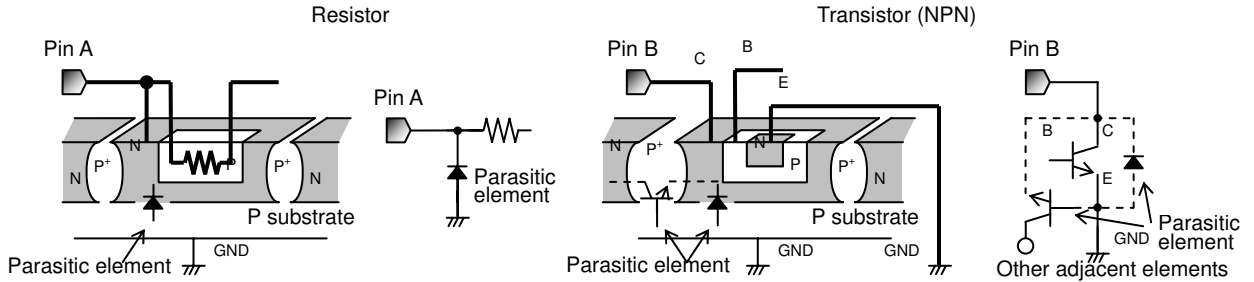 Resistor
Transistor (NPN)
Pin A
Pin B
C
B
E
Pin B
Pin A
N
P
N
P+
P+
N
Parasitic
element
P substrate
GND
Parasitic element
N
P+
N
N
P
P+
N
P substrate
GND
GND
Parasitic element
B
C
E
GND
Parasitic
element
Other adjacent elements